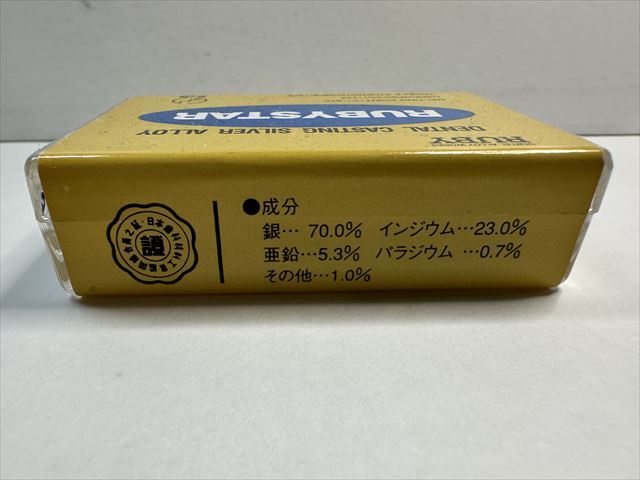 RUBY
DENTAL CASTING SILVER ALLOY
RUBYSTAR
●成分
銀… 70.0% インジウム…23.0%
亜鉛…5.3% パラジウム …0.7%
その他…1.0%